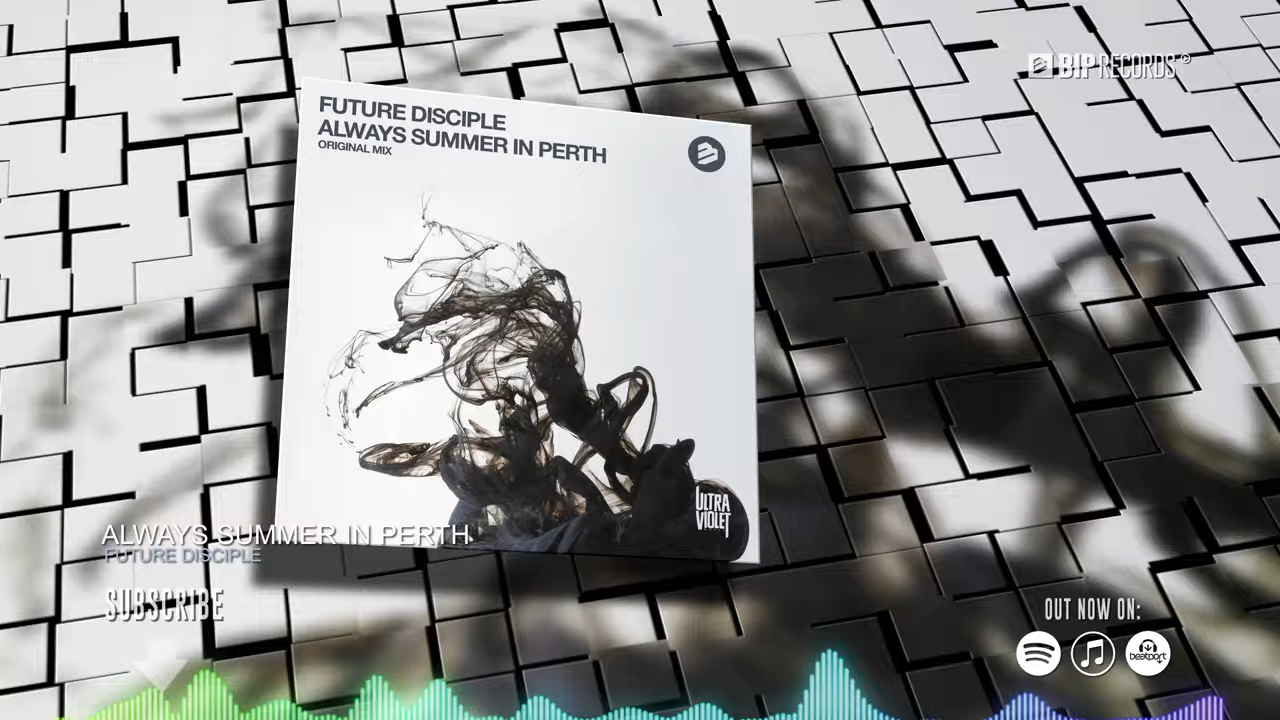 BIP RECORDS®
FUTURE DISCIPLE
ALWAYS SUMMER IN PERTH
ORIGINAL MIX
ULTRA
VIOLET
ALWAYS SUMMER IN PERTH
FUTURE DISCIPLE
SUBSCRIBE
OUT NOW ON:
beatport